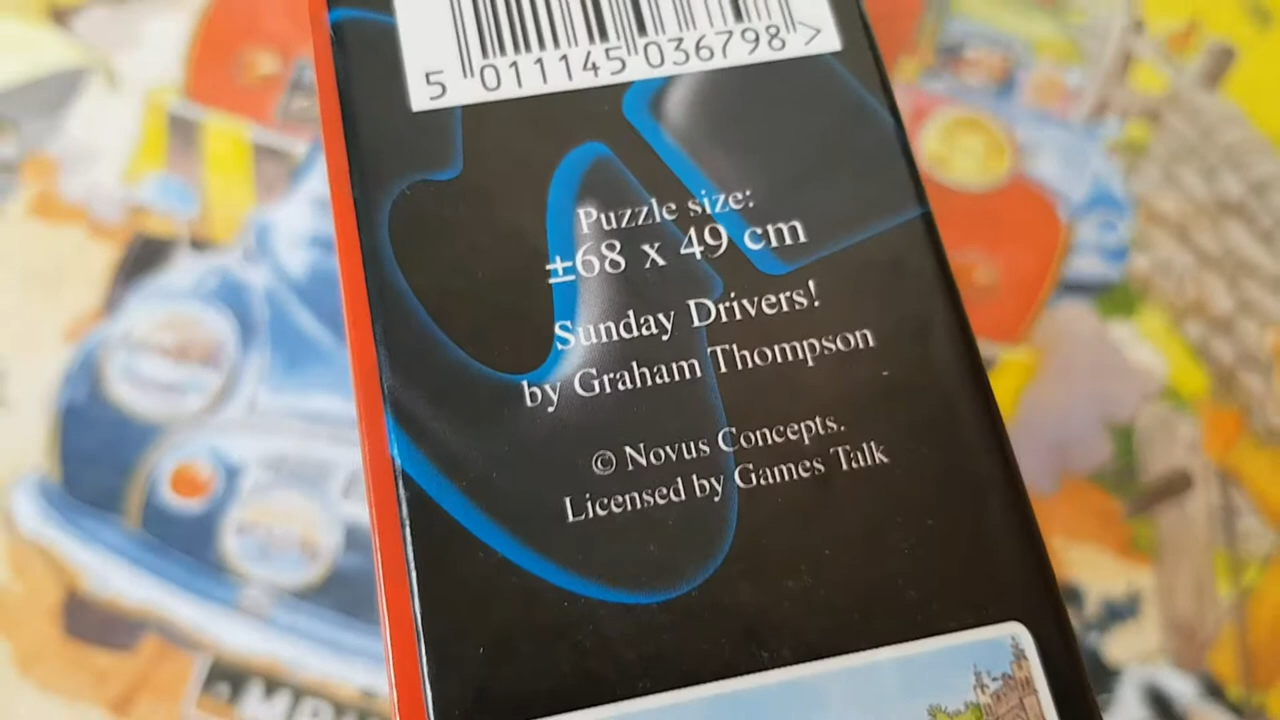 5 011145 036798 >
Puzzle size:
±68 x 49 cm
Sunday Drivers!
by Graham Thompson
© Novus Concepts.
Licensed by Games Talk